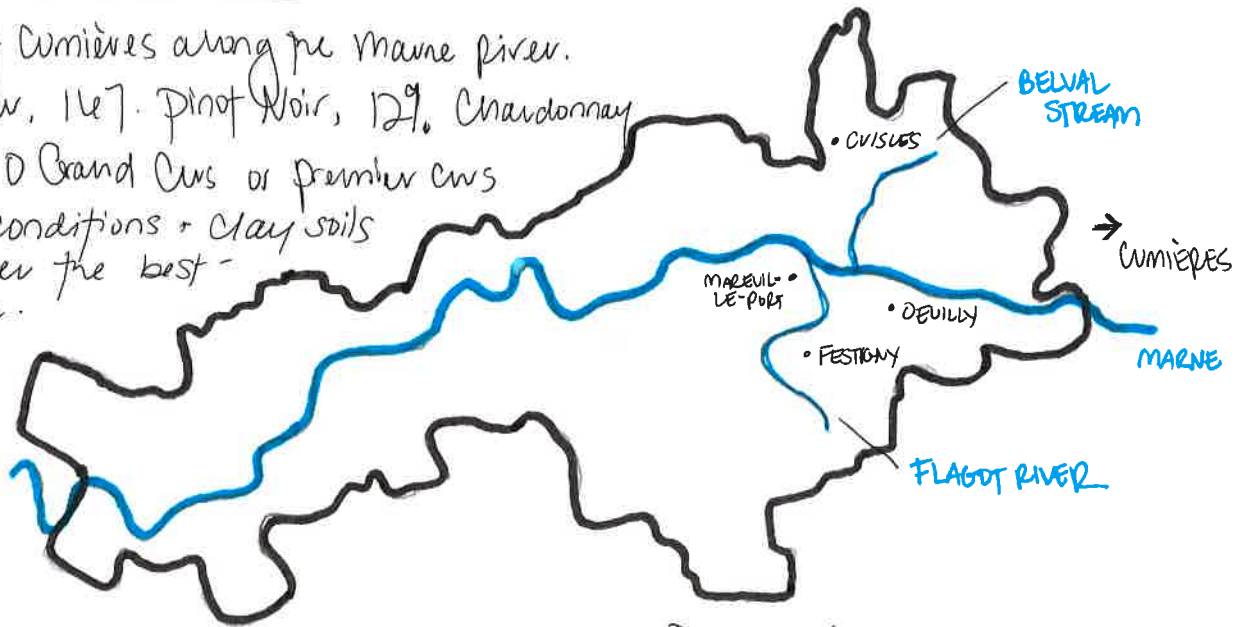 Cumières along the Marne River.
16%. Pinot Noir, 12%. Chardonnay
0 Grand Crus or premier crus
conditions + clay soils
the best -
BELVAL
STREAM
• CUISLES
→
CUMIÈRES
MAREUIL-
LE-PORT •
• OEUILLY
• FESTIGNY
MARNE
FLAGOT RIVER